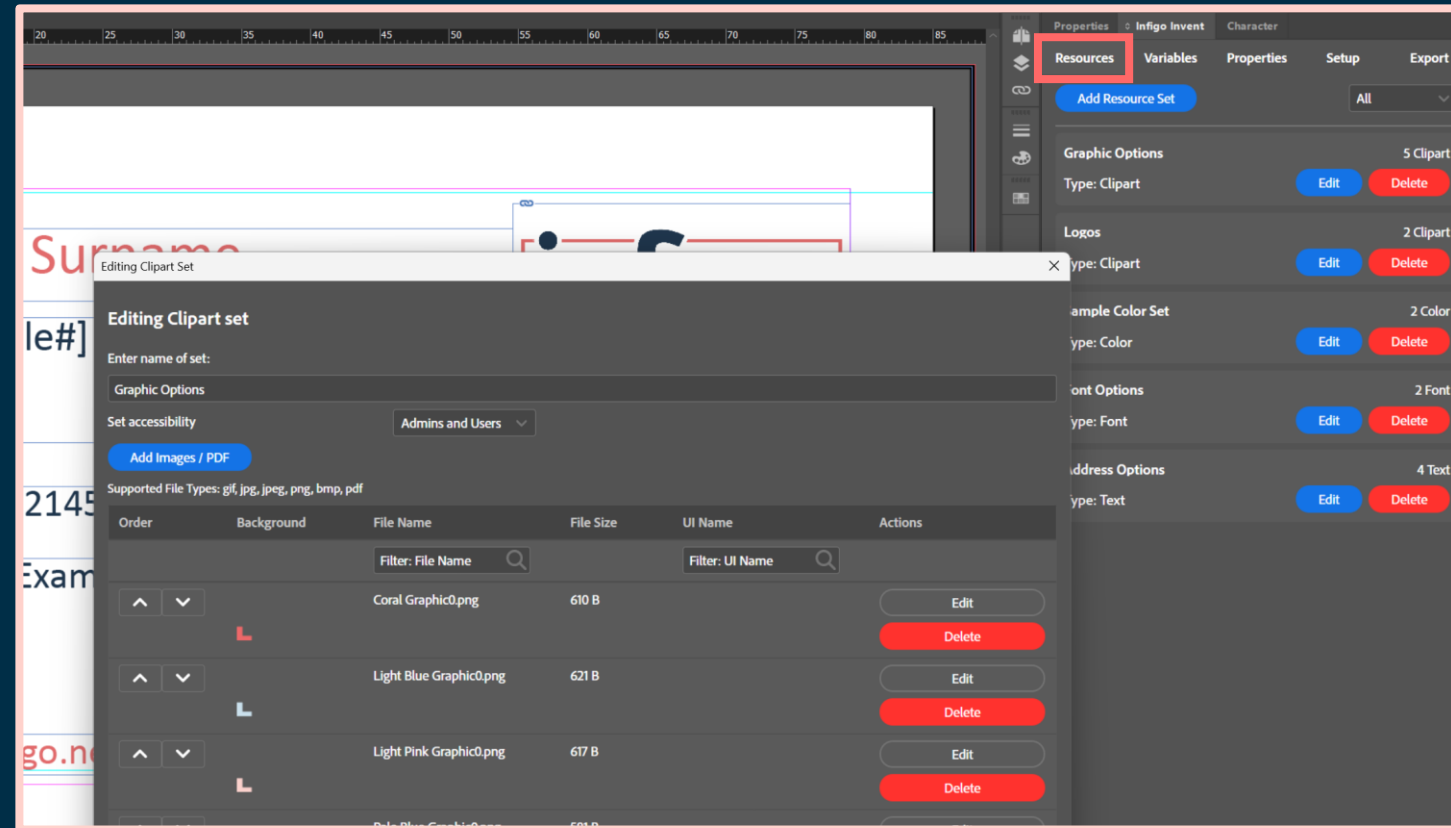 20 25 30 35 40 45 50 55 60 65 70 75 80 85
Properties Infigo Invent Character
Resources Variables Properties Setup Export
Add Resource Set All
Graphic Options 5 Clipart
Type: Clipart Edit Delete
Logos 2 Clipart
ype: Clipart Edit Delete
ample Color Set 2 Color
ype: Color Edit Delete
ont Options 2 Font
ype: Font Edit Delete
ddress Options 4 Text
ype: Text Edit Delete
Surname
le#]
2145
Exam
go.ne
Editing Clipart Set
Editing Clipart set
Enter name of set:
Graphic Options
Set accessibility Admins and Users
Add Images / PDF
Supported File Types: gif, jpg, jpeg, png, bmp, pdf
Order Background File Name File Size UI Name Actions
Filter: File Name Filter: UI Name
Coral Graphic0.png 610 B Edit
Delete
Light Blue Graphic0.png 621 B Edit
Delete
Light Pink Graphic0.png 617 B Edit
Delete